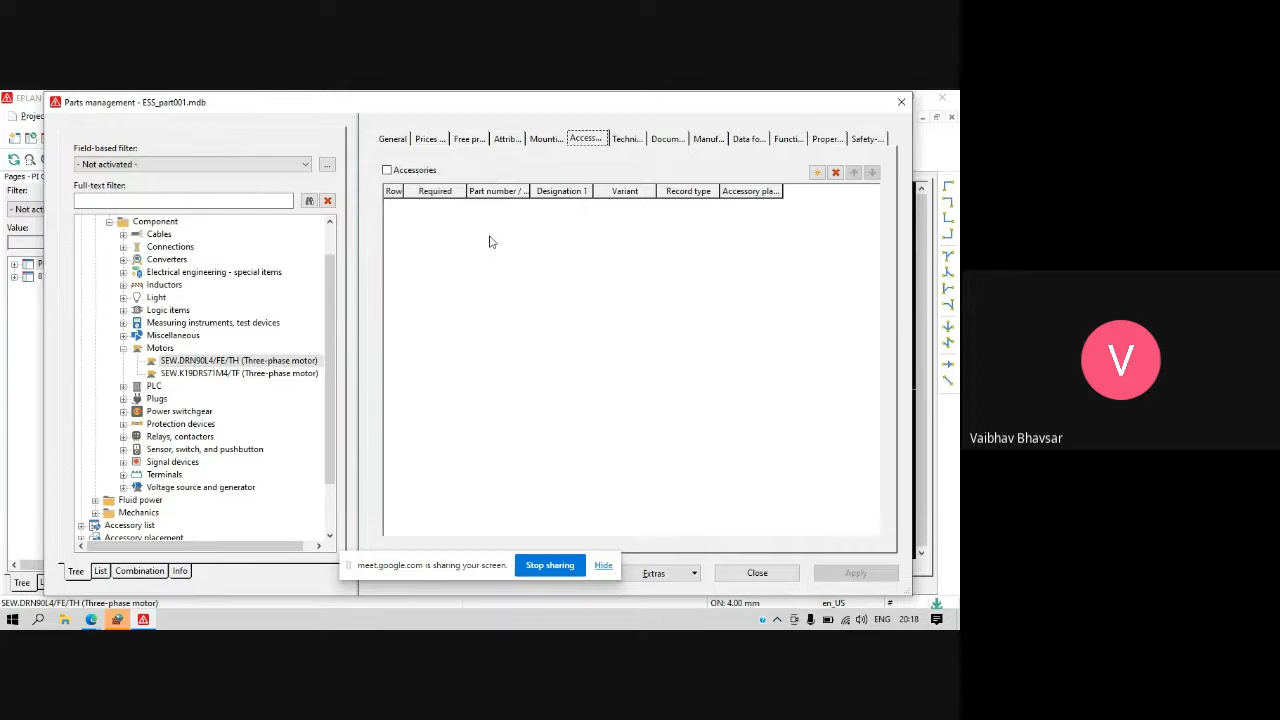 EPLAN
Parts management - ESS_part001.mdb
Projec
Pages - PI C
Filter:
- Not act
Value:
Tree
Field-based filter:
- Not activated -
...
Full-text filter:
Component
Cables
Connections
Converters
Electrical engineering - special items
Inductors
Light
Logic items
Measuring instruments, test devices
Miscellaneous
Motors
SEW.DRN90L4/FE/TH (Three-phase motor)
SEW.K19DRS71M4/TF (Three-phase motor)
PLC
Plugs
Power switchgear
Protection devices
Relays, contactors
Sensor, switch, and pushbutton
Signal devices
Terminals
Voltage source and generator
Fluid power
Mechanics
Accessory list
Accessory placement
Tree List Combination Info
General Prices ... Free pr... Attrib... Mounti... Access... Techni... Docum... Manuf... Data fo... Functi... Proper... Safety-...
Accessories
Row Required Part number / ... Designation 1 Variant Record type Accessory pla...
meet.google.com is sharing your screen. Stop sharing Hide
Extras Close Apply
SEW.DRN90L4/FE/TH (Three-phase motor) ON: 4.00 mm en_US #
ENG 20:18
V
Vaibhav Bhavsar